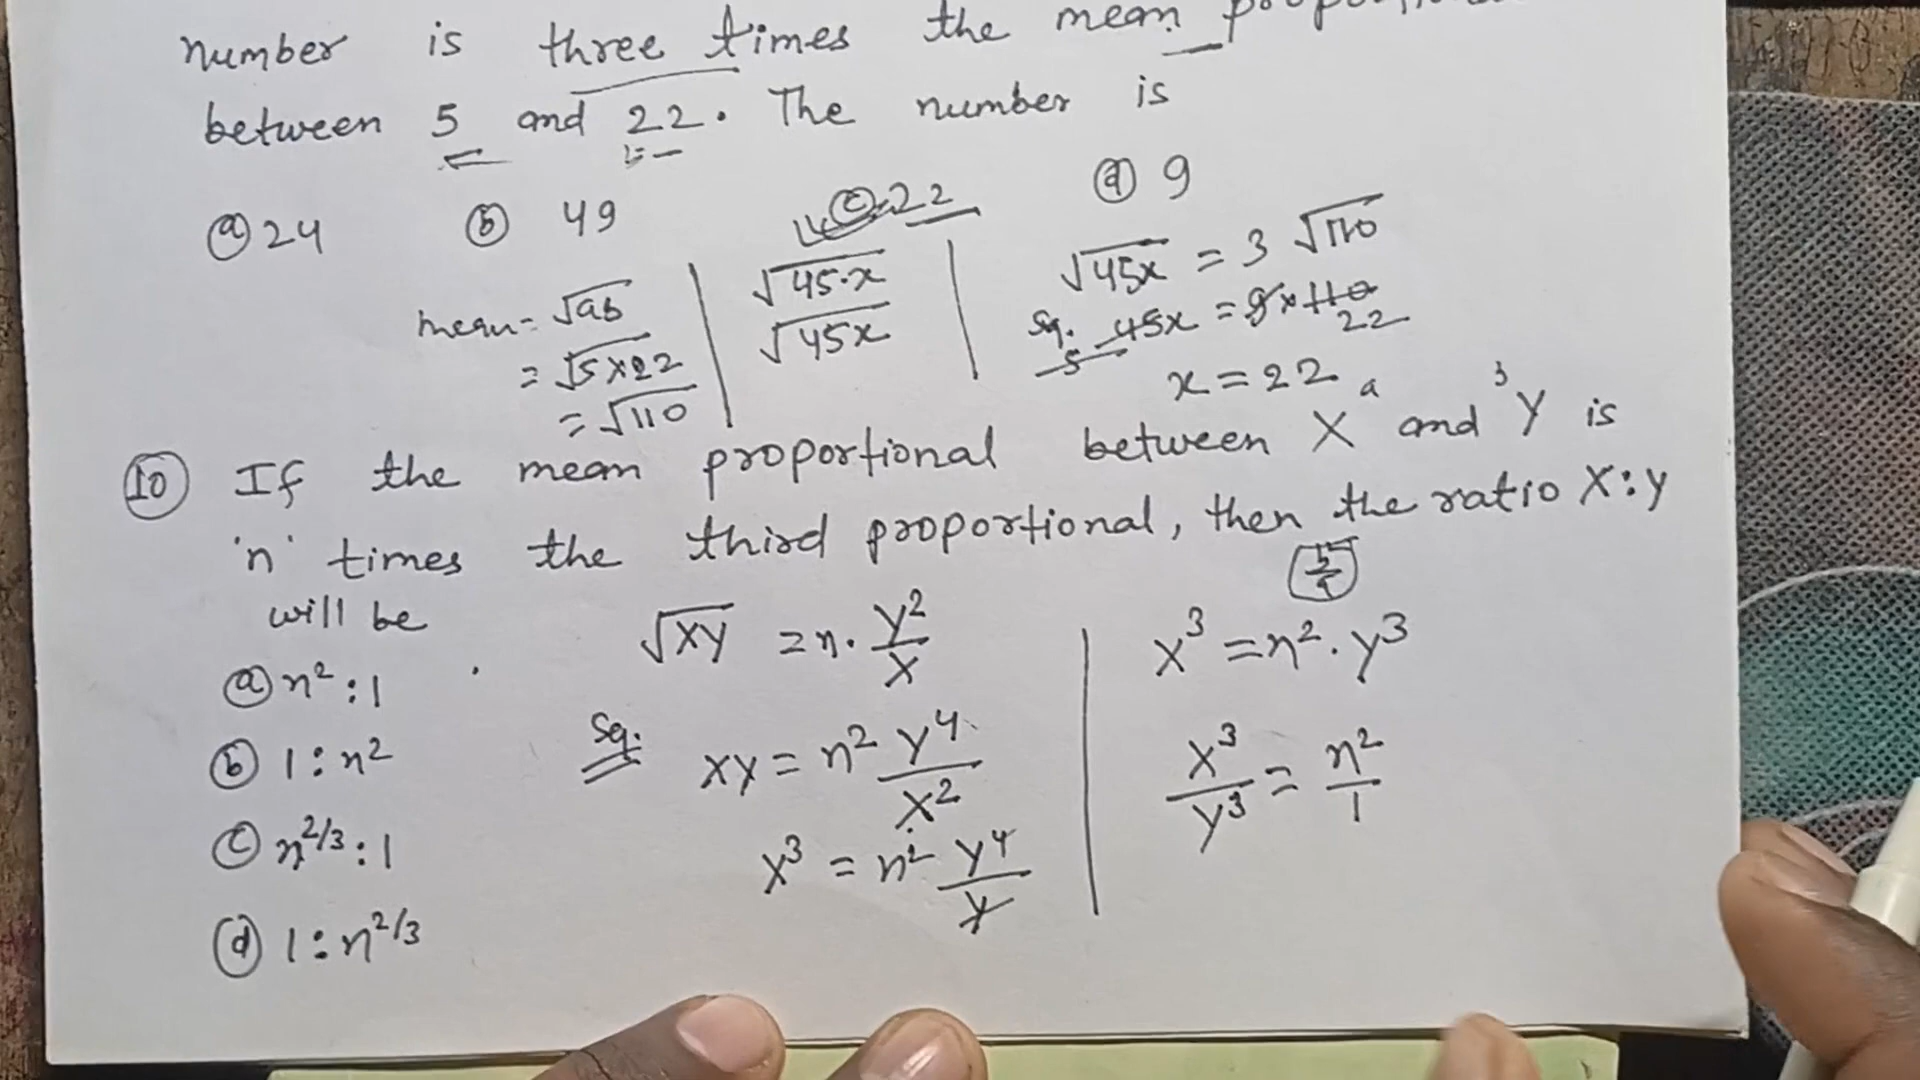 number is three times the mean
between 5 and 22. The number is
(a) 24 (b) 49 (c) 22 (d) 9
mean = √ab
= √5×22
= √110
√45·x
√45x
√45x = 3 √110
Sq. 45x = 9×110
5 22
x = 22
a 3
(10) If the mean proportional between X and Y is
'n' times the third proportional, then the ratio X:Y
will be
(a) n²:1
(b) 1:n²
(c) n^2/3:1
(d) 1:n^2/3
√XY = n·Y²/X
Sq. XY = n² Y⁴/X²
X³ = n² Y⁴/Y
X³ = n²·Y³
X³/Y³ = n²/1